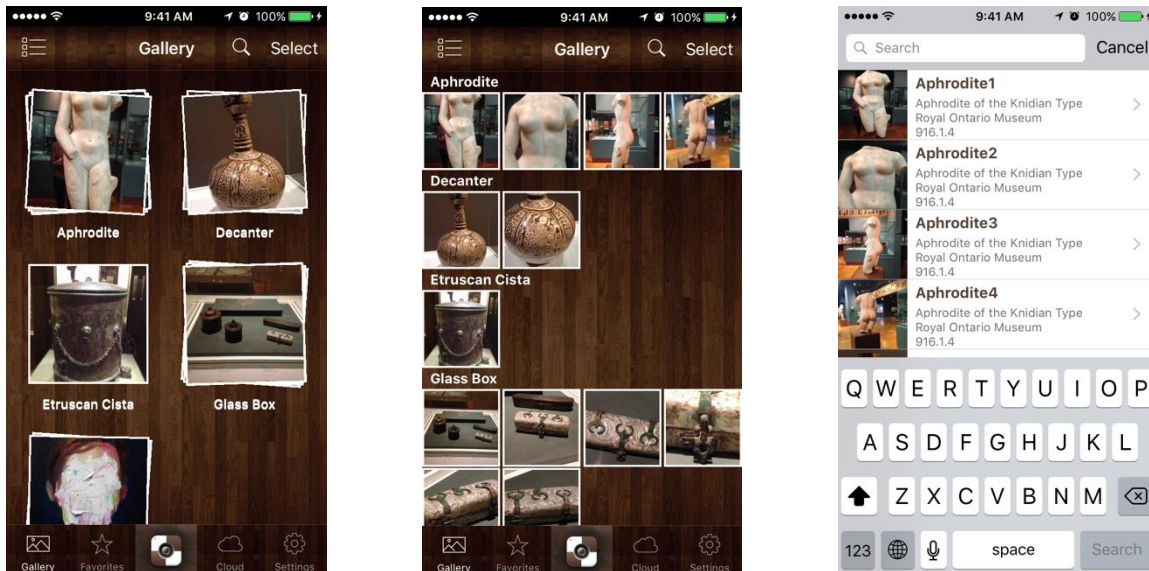 9:41 AM 100%
Gallery Select
Aphrodite Decanter
Etruscan Cista Glass Box
Gallery Favorites Cloud Settings
9:41 AM 100%
Gallery Select
Aphrodite
Decanter
Etruscan Cista
Glass Box
Gallery Favorites Cloud Settings
9:41 AM 100%
Search Cancel
Aphrodite1
Aphrodite of the Knidian Type
Royal Ontario Museum
916.1.4
Aphrodite2
Aphrodite of the Knidian Type
Royal Ontario Museum
916.1.4
Aphrodite3
Aphrodite of the Knidian Type
Royal Ontario Museum
916.1.4
Aphrodite4
Aphrodite of the Knidian Type
Royal Ontario Museum
916.1.4
Q W E R T Y U I O P
A S D F G H J K L
Z X C V B N M
123 space Search